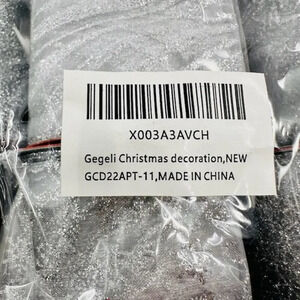 X003A3AVCH
Gegeli Christmas decoration,NEW
GCD22APT-11,MADE IN CHINA